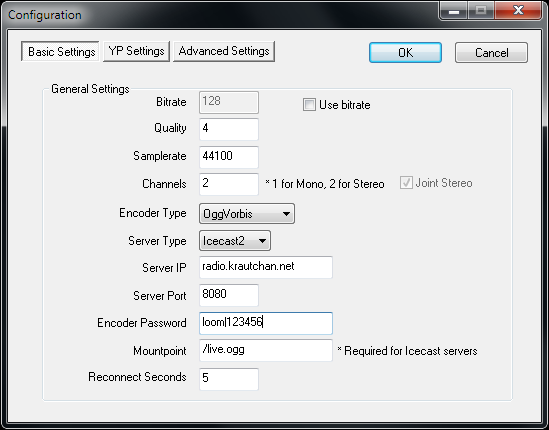 Configuration
Basic Settings YP Settings Advanced Settings OK Cancel
General Settings
Bitrate 128 Use bitrate
Quality 4
Samplerate 44100
Channels 2 * 1 for Mono, 2 for Stereo Joint Stereo
Encoder Type OggVorbis
Server Type Icecast2
Server IP radio.krautchan.net
Server Port 8080
Encoder Password loom|123456
Mountpoint /live.ogg * Required for Icecast servers
Reconnect Seconds 5